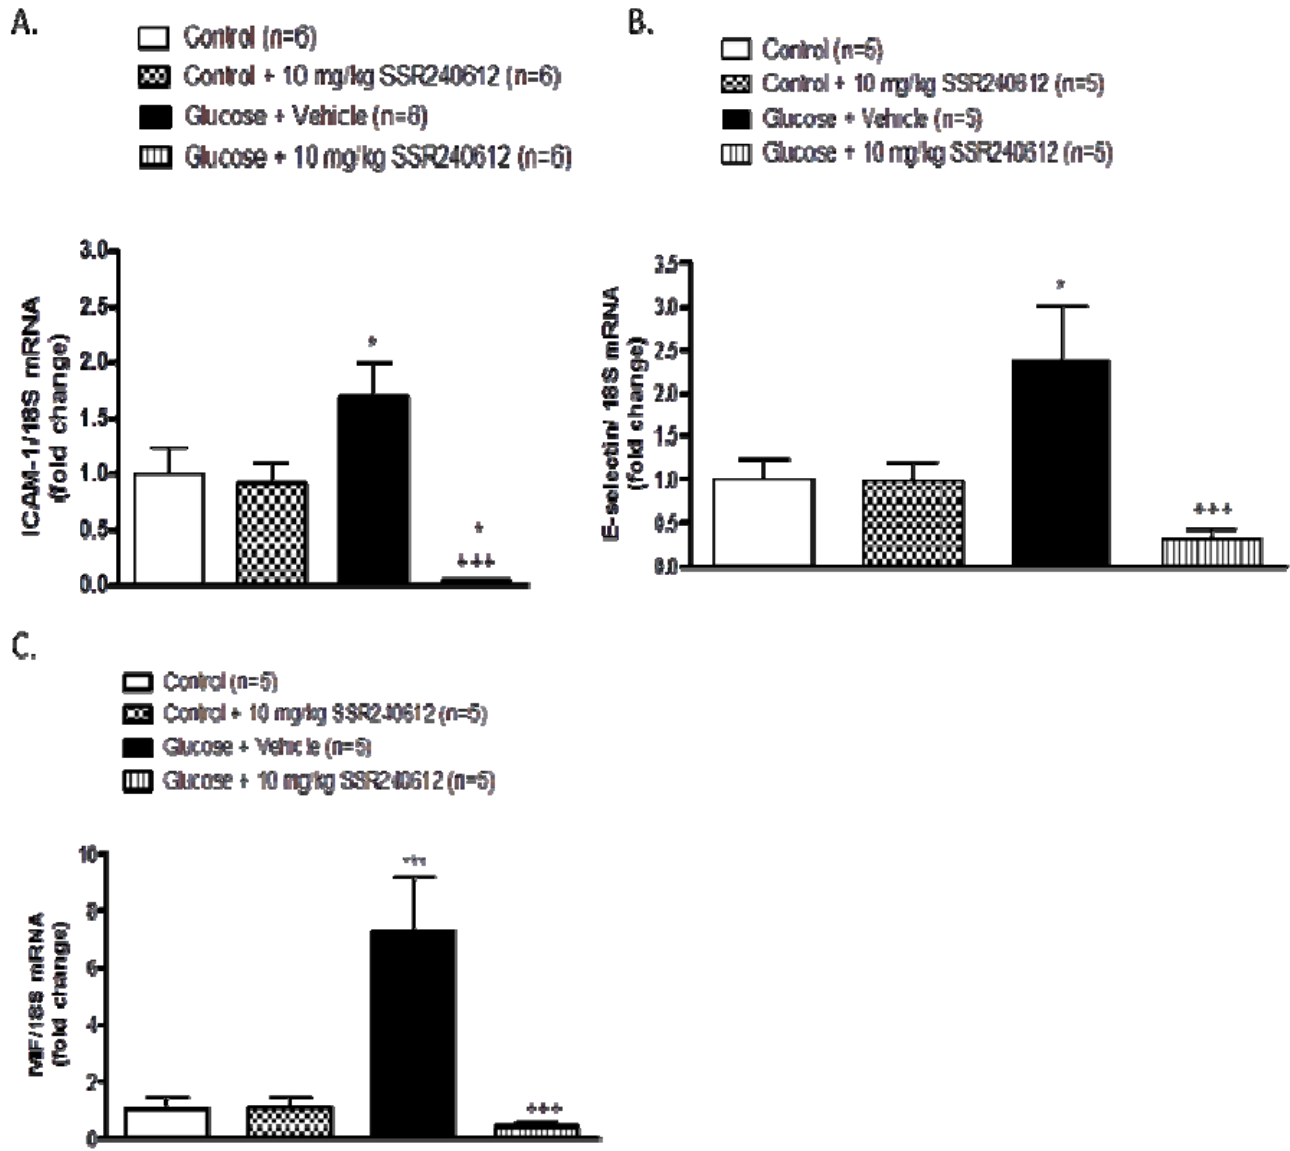 A.
Control (n=6)
Control + 10 mg/kg SSR240612 (n=6)
Glucose + Vehicle (n=6)
Glucose + 10 mg/kg SSR240612 (n=6)
3.0
2.5
2.0
1.5
1.0
0.5
0.0
ICAM-1/18S mRNA
(fold change)
*
+
+++
B.
Control (n=5)
Control + 10 mg/kg SSR240612 (n=5)
Glucose + Vehicle (n=5)
Glucose + 10 mg/kg SSR240612 (n=5)
3.5
3.0
2.5
2.0
1.5
1.0
0.5
0.0
E-selectin/ 18S mRNA
(fold change)
*
+++
C.
Control (n=5)
Control + 10 mg/kg SSR240612 (n=5)
Glucose + Vehicle (n=5)
Glucose + 10 mg/kg SSR240612 (n=5)
10
8
6
4
2
0
MIF/18S mRNA
(fold change)
***
+++